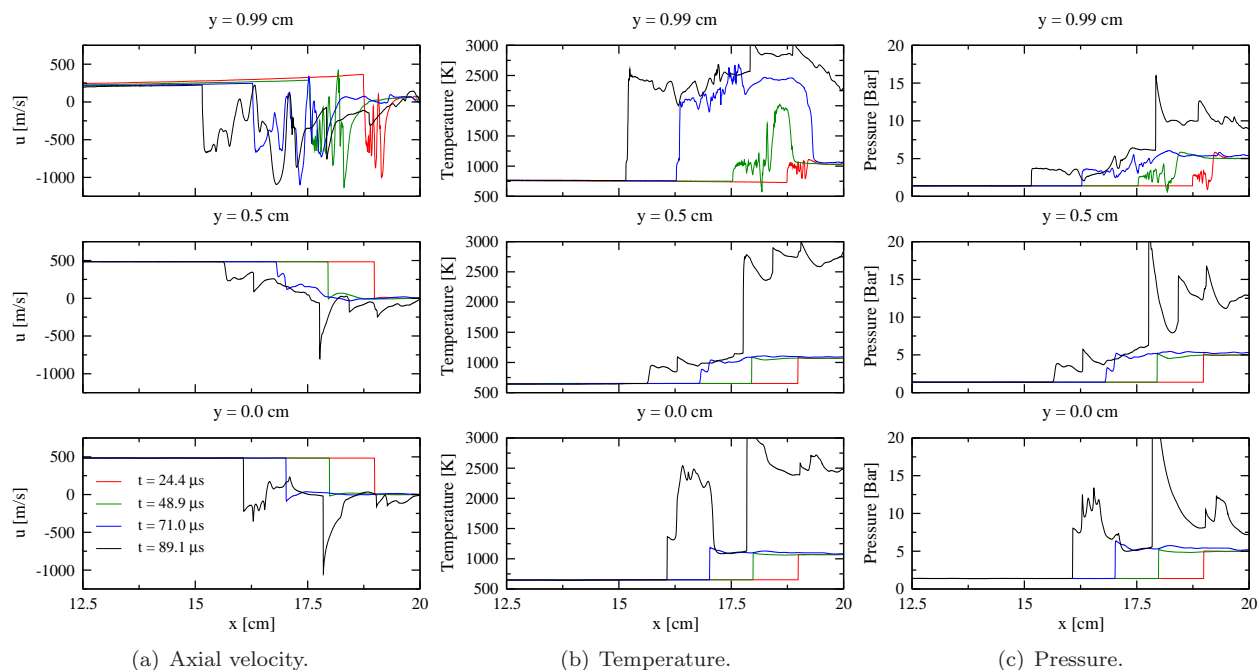 y = 0.99 cm
y = 0.99 cm
y = 0.99 cm
u [m/s]
500
0
-500
-1000
Temperature [K]
3000
2500
2000
1500
1000
500
Pressure [Bar]
20
15
10
5
0
y = 0.5 cm
y = 0.5 cm
y = 0.5 cm
u [m/s]
500
0
-500
-1000
Temperature [K]
3000
2500
2000
1500
1000
500
Pressure [Bar]
20
15
10
5
0
y = 0.0 cm
y = 0.0 cm
y = 0.0 cm
u [m/s]
500
0
-500
-1000
t = 24.4 μs
t = 48.9 μs
t = 71.0 μs
t = 89.1 μs
Temperature [K]
3000
2500
2000
1500
1000
500
Pressure [Bar]
20
15
10
5
0
12.5 15 17.5 20
12.5 15 17.5 20
12.5 15 17.5 20
x [cm]
x [cm]
x [cm]
(a) Axial velocity.
(b) Temperature.
(c) Pressure.